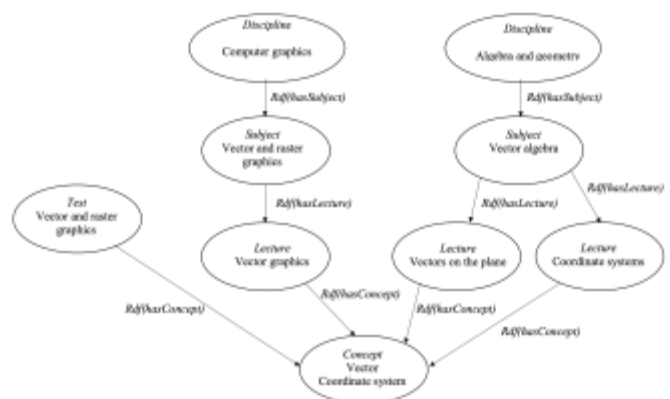 Discipline
Computer graphics
Discipline
Algebra and geometry
Rdf(hasSubject)
Rdf(hasSubject)
Subject
Vector and raster
graphics
Subject
Vector algebra
Test
Vector and raster
graphics
Rdf(hasLecture)
Rdf(hasLecture)
Rdf(hasLecture)
Lecture
Vector graphics
Lecture
Vectors on the plane
Lecture
Coordinate systems
Rdf(hasConcept)
Rdf(hasConcept)
Rdf(hasConcept)
Rdf(hasConcept)
Concept
Vector
Coordinate system